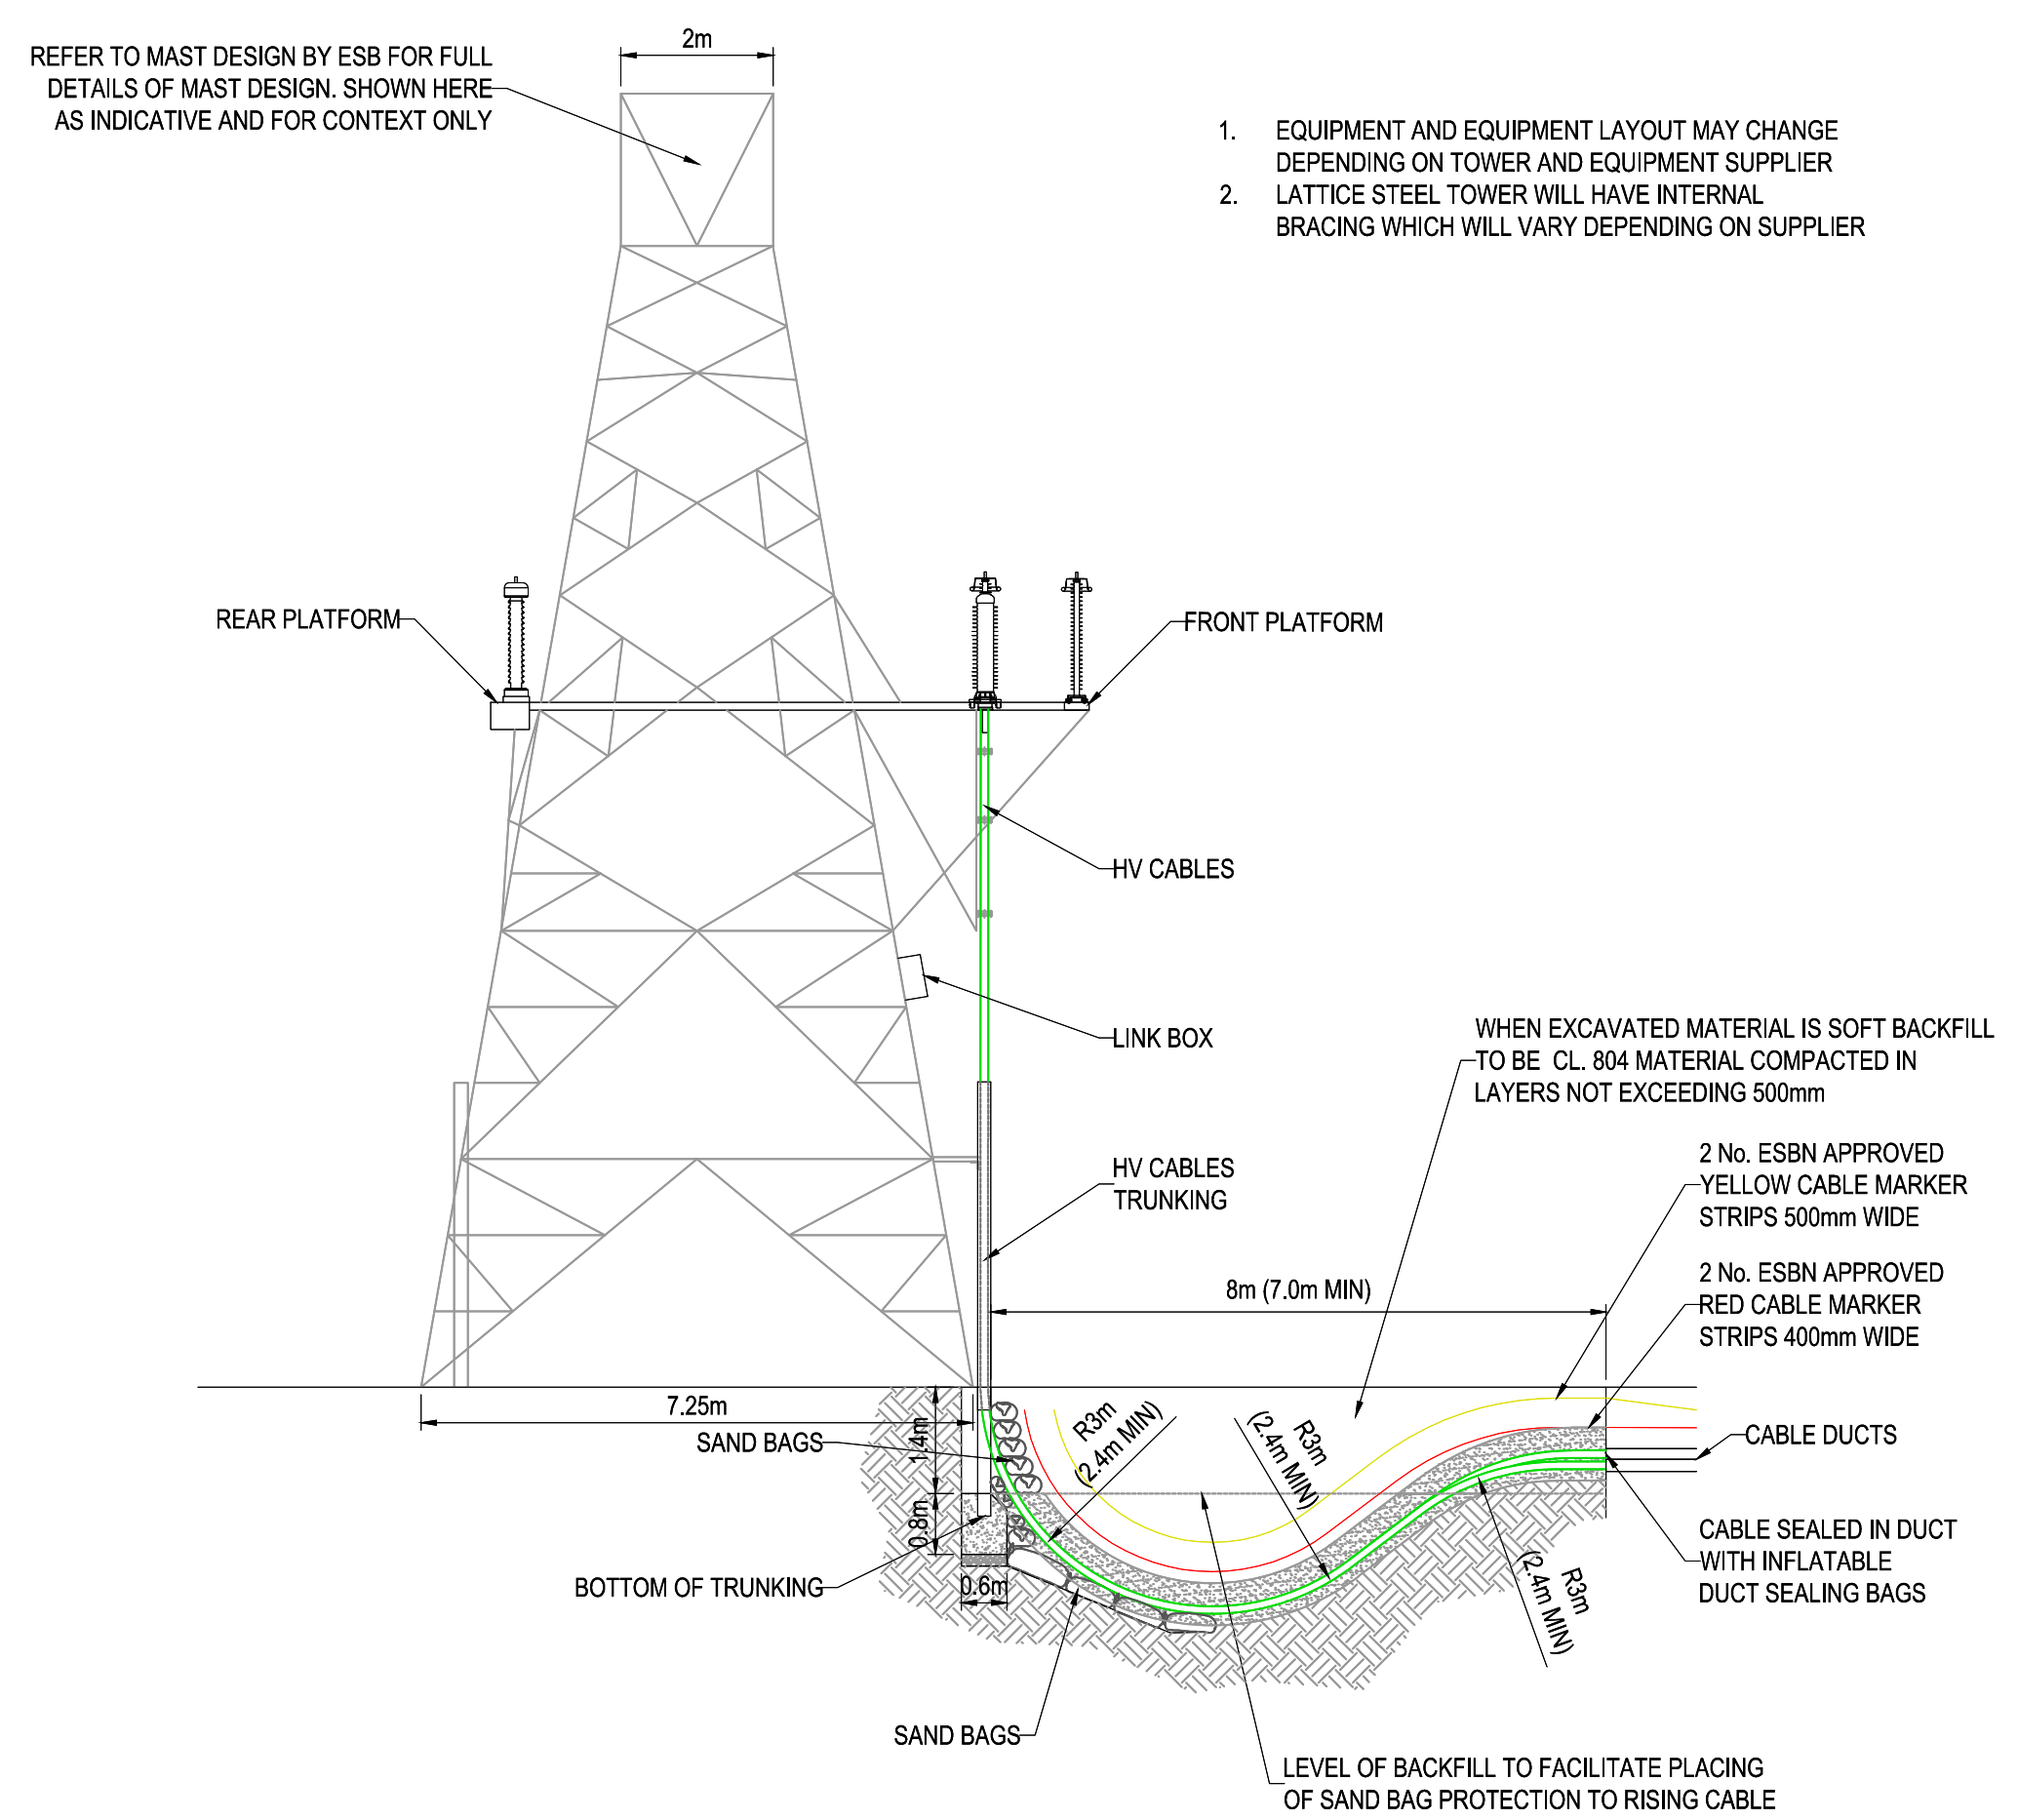 2m
REFER TO MAST DESIGN BY ESB FOR FULL
DETAILS OF MAST DESIGN. SHOWN HERE
AS INDICATIVE AND FOR CONTEXT ONLY
1. EQUIPMENT AND EQUIPMENT LAYOUT MAY CHANGE
DEPENDING ON TOWER AND EQUIPMENT SUPPLIER
2. LATTICE STEEL TOWER WILL HAVE INTERNAL
BRACING WHICH WILL VARY DEPENDING ON SUPPLIER
REAR PLATFORM
FRONT PLATFORM
HV CABLES
LINK BOX
WHEN EXCAVATED MATERIAL IS SOFT BACKFILL
TO BE CL. 804 MATERIAL COMPACTED IN
LAYERS NOT EXCEEDING 500mm
HV CABLES
TRUNKING
2 No. ESBN APPROVED
YELLOW CABLE MARKER
STRIPS 500mm WIDE
8m (7.0m MIN)
2 No. ESBN APPROVED
RED CABLE MARKER
STRIPS 400mm WIDE
7.25m
SAND BAGS
1.4m
R3m
(2.4m MIN)
R3m
(2.4m MIN)
CABLE DUCTS
0.8m
CABLE SEALED IN DUCT
WITH INFLATABLE
DUCT SEALING BAGS
BOTTOM OF TRUNKING
0.6m
R3m
(2.4m MIN)
SAND BAGS
LEVEL OF BACKFILL TO FACILITATE PLACING
OF SAND BAG PROTECTION TO RISING CABLE